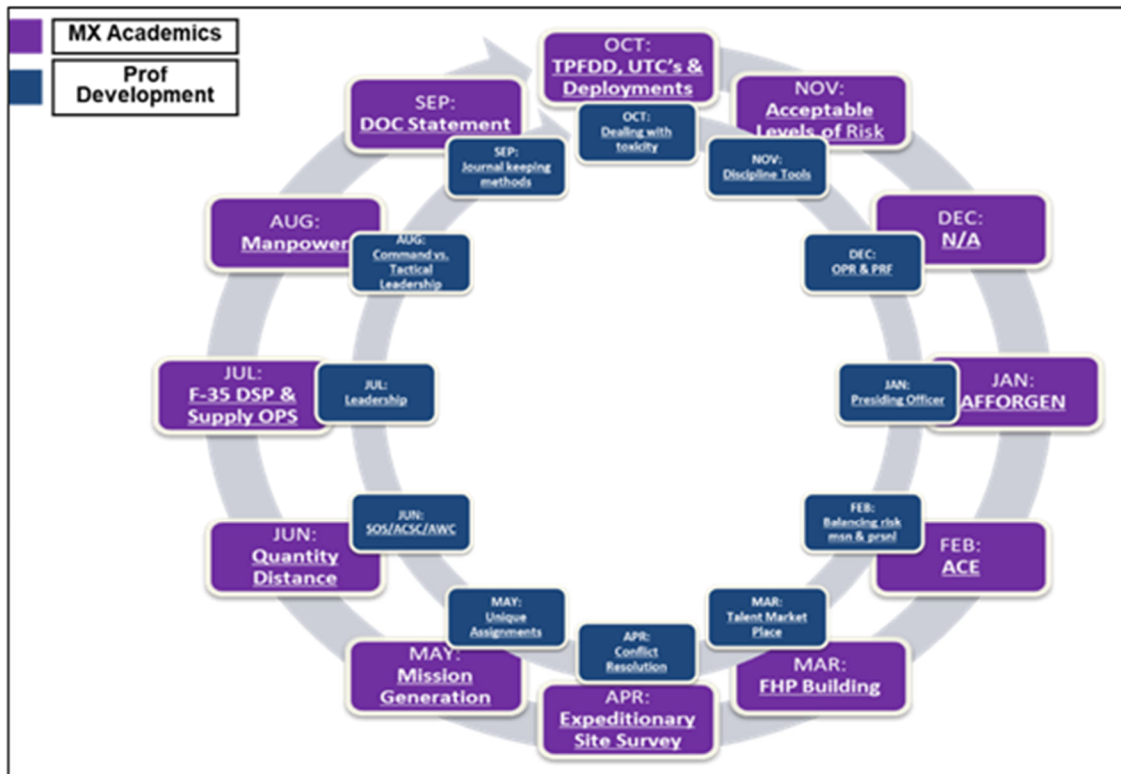 MX Academics
Prof
Development
OCT:
TPFDD, UTC's &
Deployments
NOV:
Acceptable
Levels of Risk
DEC:
N/A
JAN:
AFFORGEN
FEB:
ACE
MAR:
FHP Building
APR:
Expeditionary
Site Survey
MAY:
Mission
Generation
JUN:
Quantity
Distance
JUL:
F-35 DSP &
Supply OPS
AUG:
Manpower
SEP:
DOC Statement
OCT:
Dealing with
toxicity
NOV:
Discipline Tools
DEC:
OPR & PRF
JAN:
Presiding Officer
FEB:
Balancing risk
msn & prsnl
MAR:
Talent Market
Place
APR:
Conflict
Resolution
MAY:
Unique
Assignments
JUN:
SOS/ACSC/AWC
JUL:
Leadership
AUG:
Command vs.
Tactical
Leadership
SEP:
Journal keeping
methods